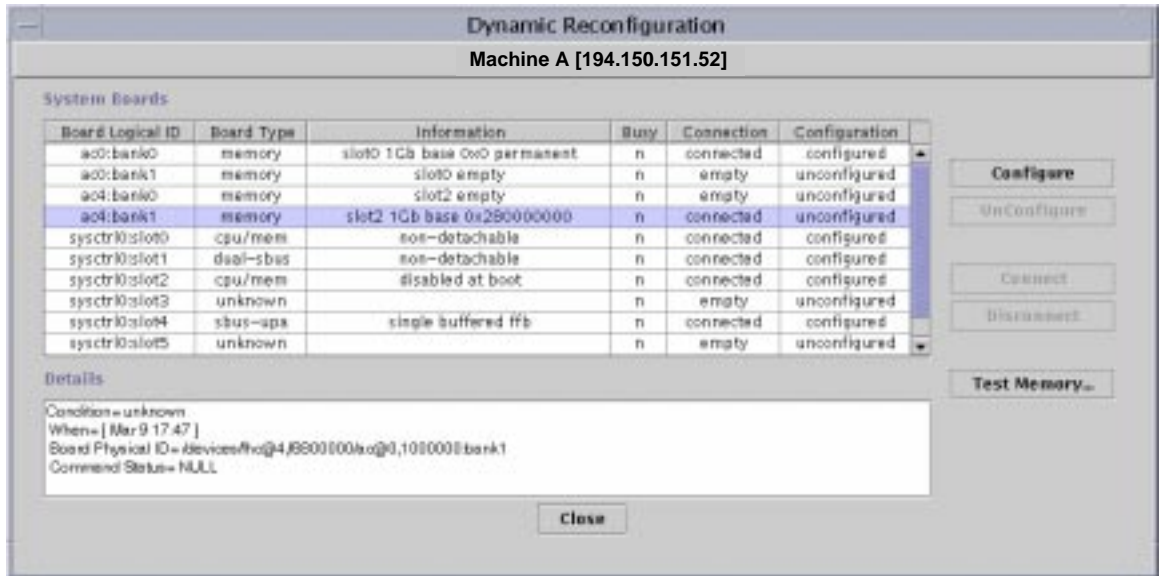 Dynamic Reconfiguration
Machine A [194.150.151.52]
System Boards
Board Logical ID Board Type Information Busy Connection Configuration
ac0:bank0 memory slot0 1Gb base 0x0 permanent n connected configured
ac0:bank1 memory slot0 empty n empty unconfigured
ac4:bank0 memory slot2 empty n empty unconfigured
ac4:bank1 memory slot2 1Gb base 0x280000000 n connected unconfigured
sysctrl0:slot0 cpu/mem non-detachable n connected configured
sysctrl0:slot1 dual-sbus non-detachable n connected configured
sysctrl0:slot2 cpu/mem disabled at boot n connected configured
sysctrl0:slot3 unknown n empty unconfigured
sysctrl0:slot4 sbus-upa single buffered ffb n connected configured
sysctrl0:slot5 unknown n empty unconfigured
Configure
UnConfigure
Connect
Disconnect
Test Memory...
Details
Condition=unknown
When=[ Mar 9 17:47 ]
Board Physical ID=
Command Status= NULL
Close